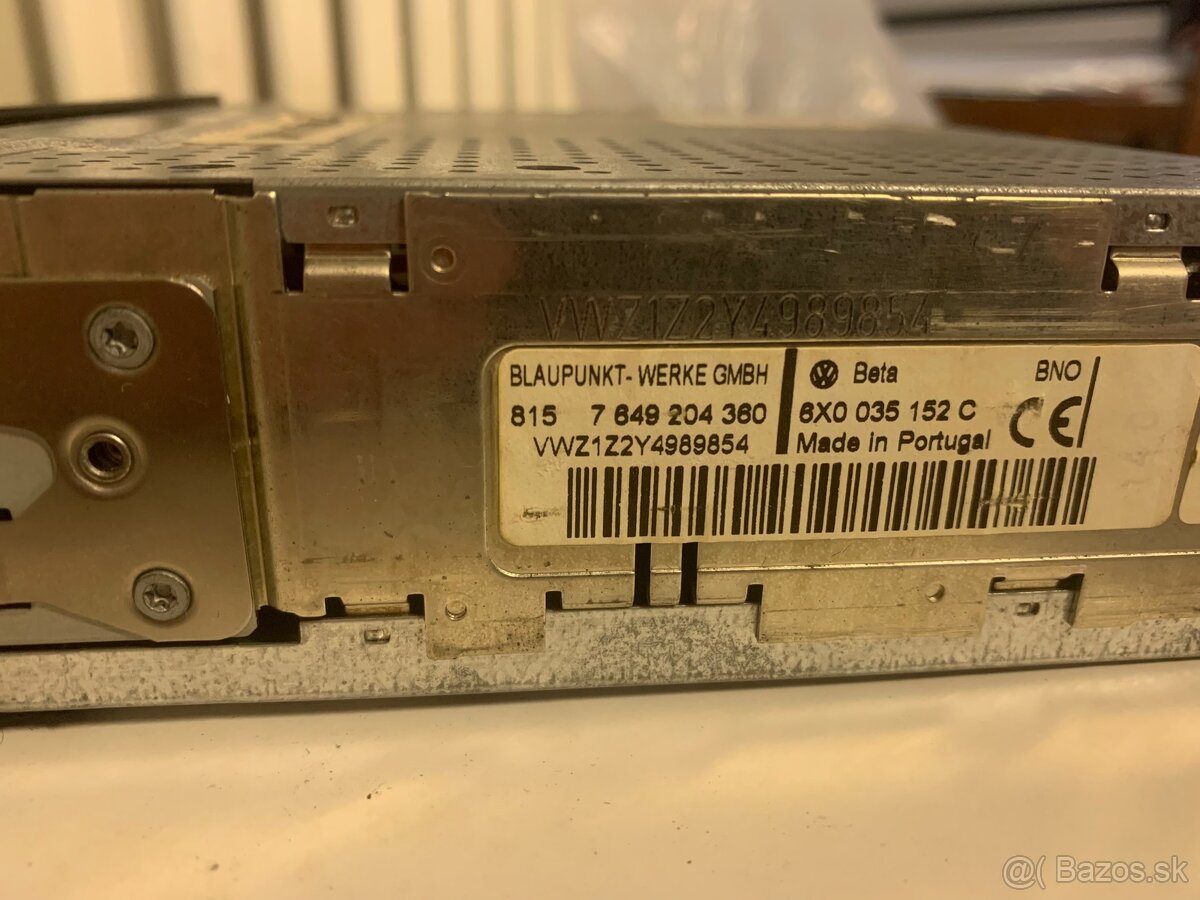 VWZ1Z2Y4989854
BLAUPUNKT-WERKE GMBH
815 7 649 204 360
VWZ1Z2Y4989854
Beta BNO
6X0 035 152 C CE
Made in Portugal
@( Bazos.sk